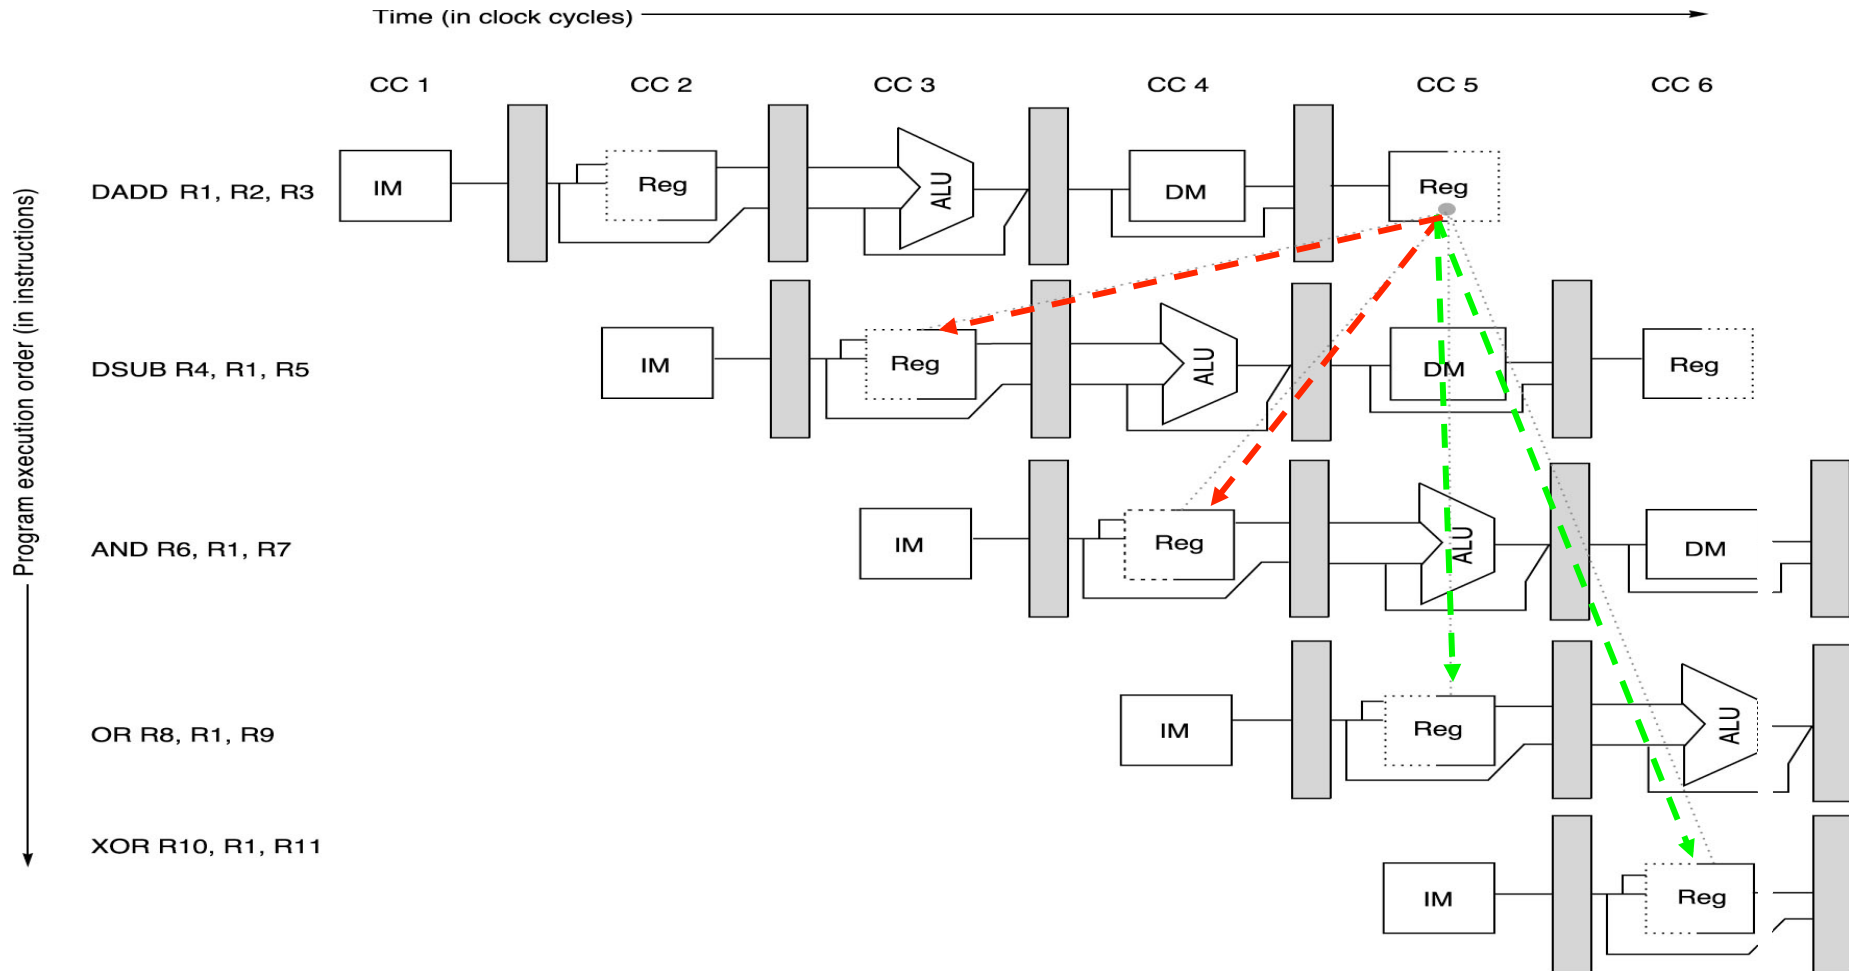 Time (in clock cycles)
CC 1 CC 2 CC 3 CC 4 CC 5 CC 6
Program execution order (in instructions)
DADD R1, R2, R3 IM Reg ALU DM Reg
DSUB R4, R1, R5 IM Reg ALU DM Reg
AND R6, R1, R7 IM Reg ALU DM
OR R8, R1, R9 IM Reg ALU
XOR R10, R1, R11
IM Reg